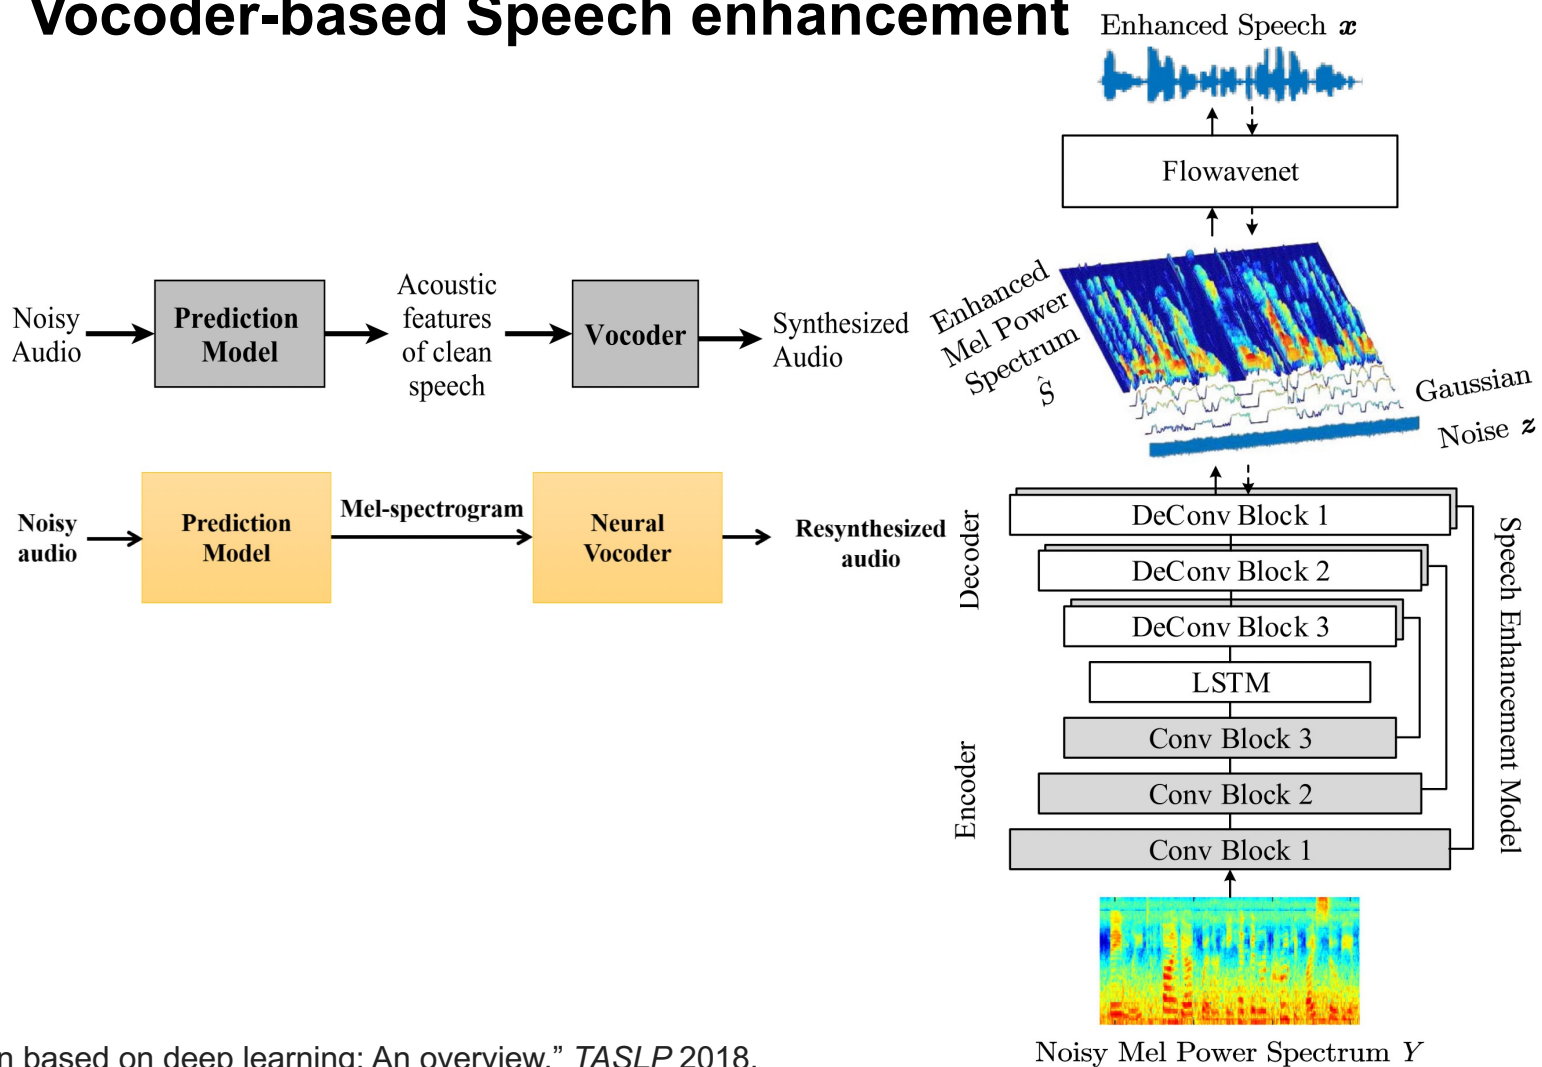 Vocoder-based Speech enhancement
Noisy
Audio
Prediction
Model
Acoustic
features
of clean
speech
Vocoder
Synthesized
Audio
Noisy
audio
Prediction
Model
Mel-spectrogram
Neural
Vocoder
Resynthesized
audio
Enhanced Speech x
Flowavenet
Enhanced
Mel Power
Spectrum
Ŝ
Gaussian
Noise z
Decoder
DeConv Block 1
DeConv Block 2
DeConv Block 3
LSTM
Encoder
Conv Block 3
Conv Block 2
Conv Block 1
Speech Enhancement Model
Noisy Mel Power Spectrum Y
n based on deep learning: An overview,” TASLP 2018.